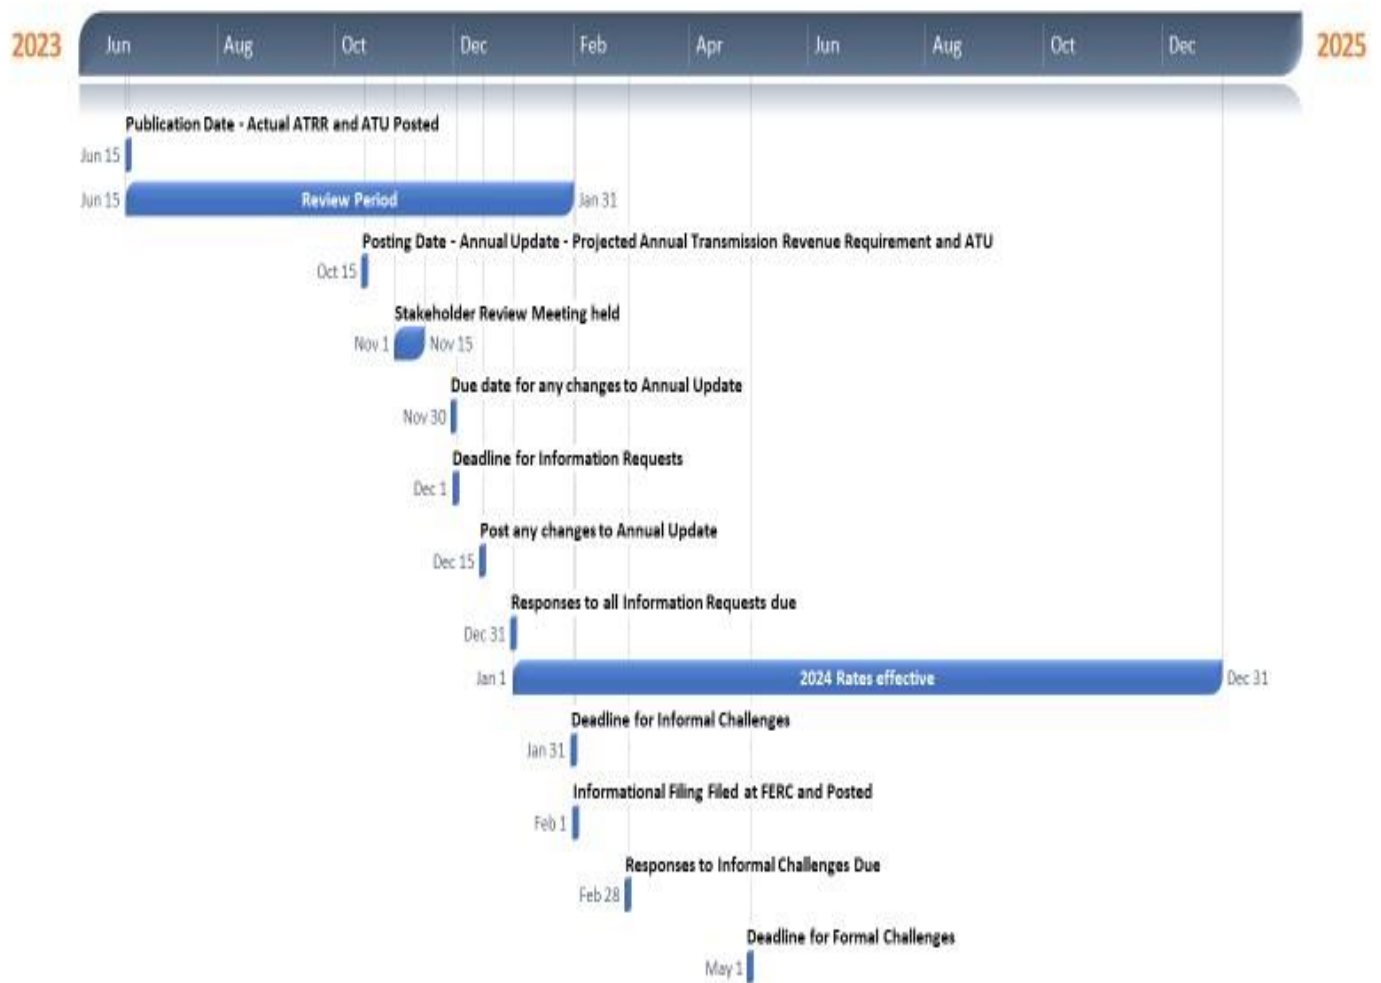 2023 Jun Aug Oct Dec Feb Apr Jun Aug Oct Dec 2025
Publication Date - Actual ATRR and ATU Posted
Jun 15
Jun 15 Review Period Jan 31
Posting Date - Annual Update - Projected Annual Transmission Revenue Requirement and ATU
Oct 15
Stakeholder Review Meeting held
Nov 1 Nov 15
Due date for any changes to Annual Update
Nov 30
Deadline for Information Requests
Dec 1
Post any changes to Annual Update
Dec 15
Responses to all Information Requests due
Dec 31
Jan 1 2024 Rates effective Dec 31
Deadline for Informal Challenges
Jan 31
Informational Filing Filed at FERC and Posted
Feb 1
Responses to Informal Challenges Due
Feb 28
Deadline for Formal Challenges
May 1